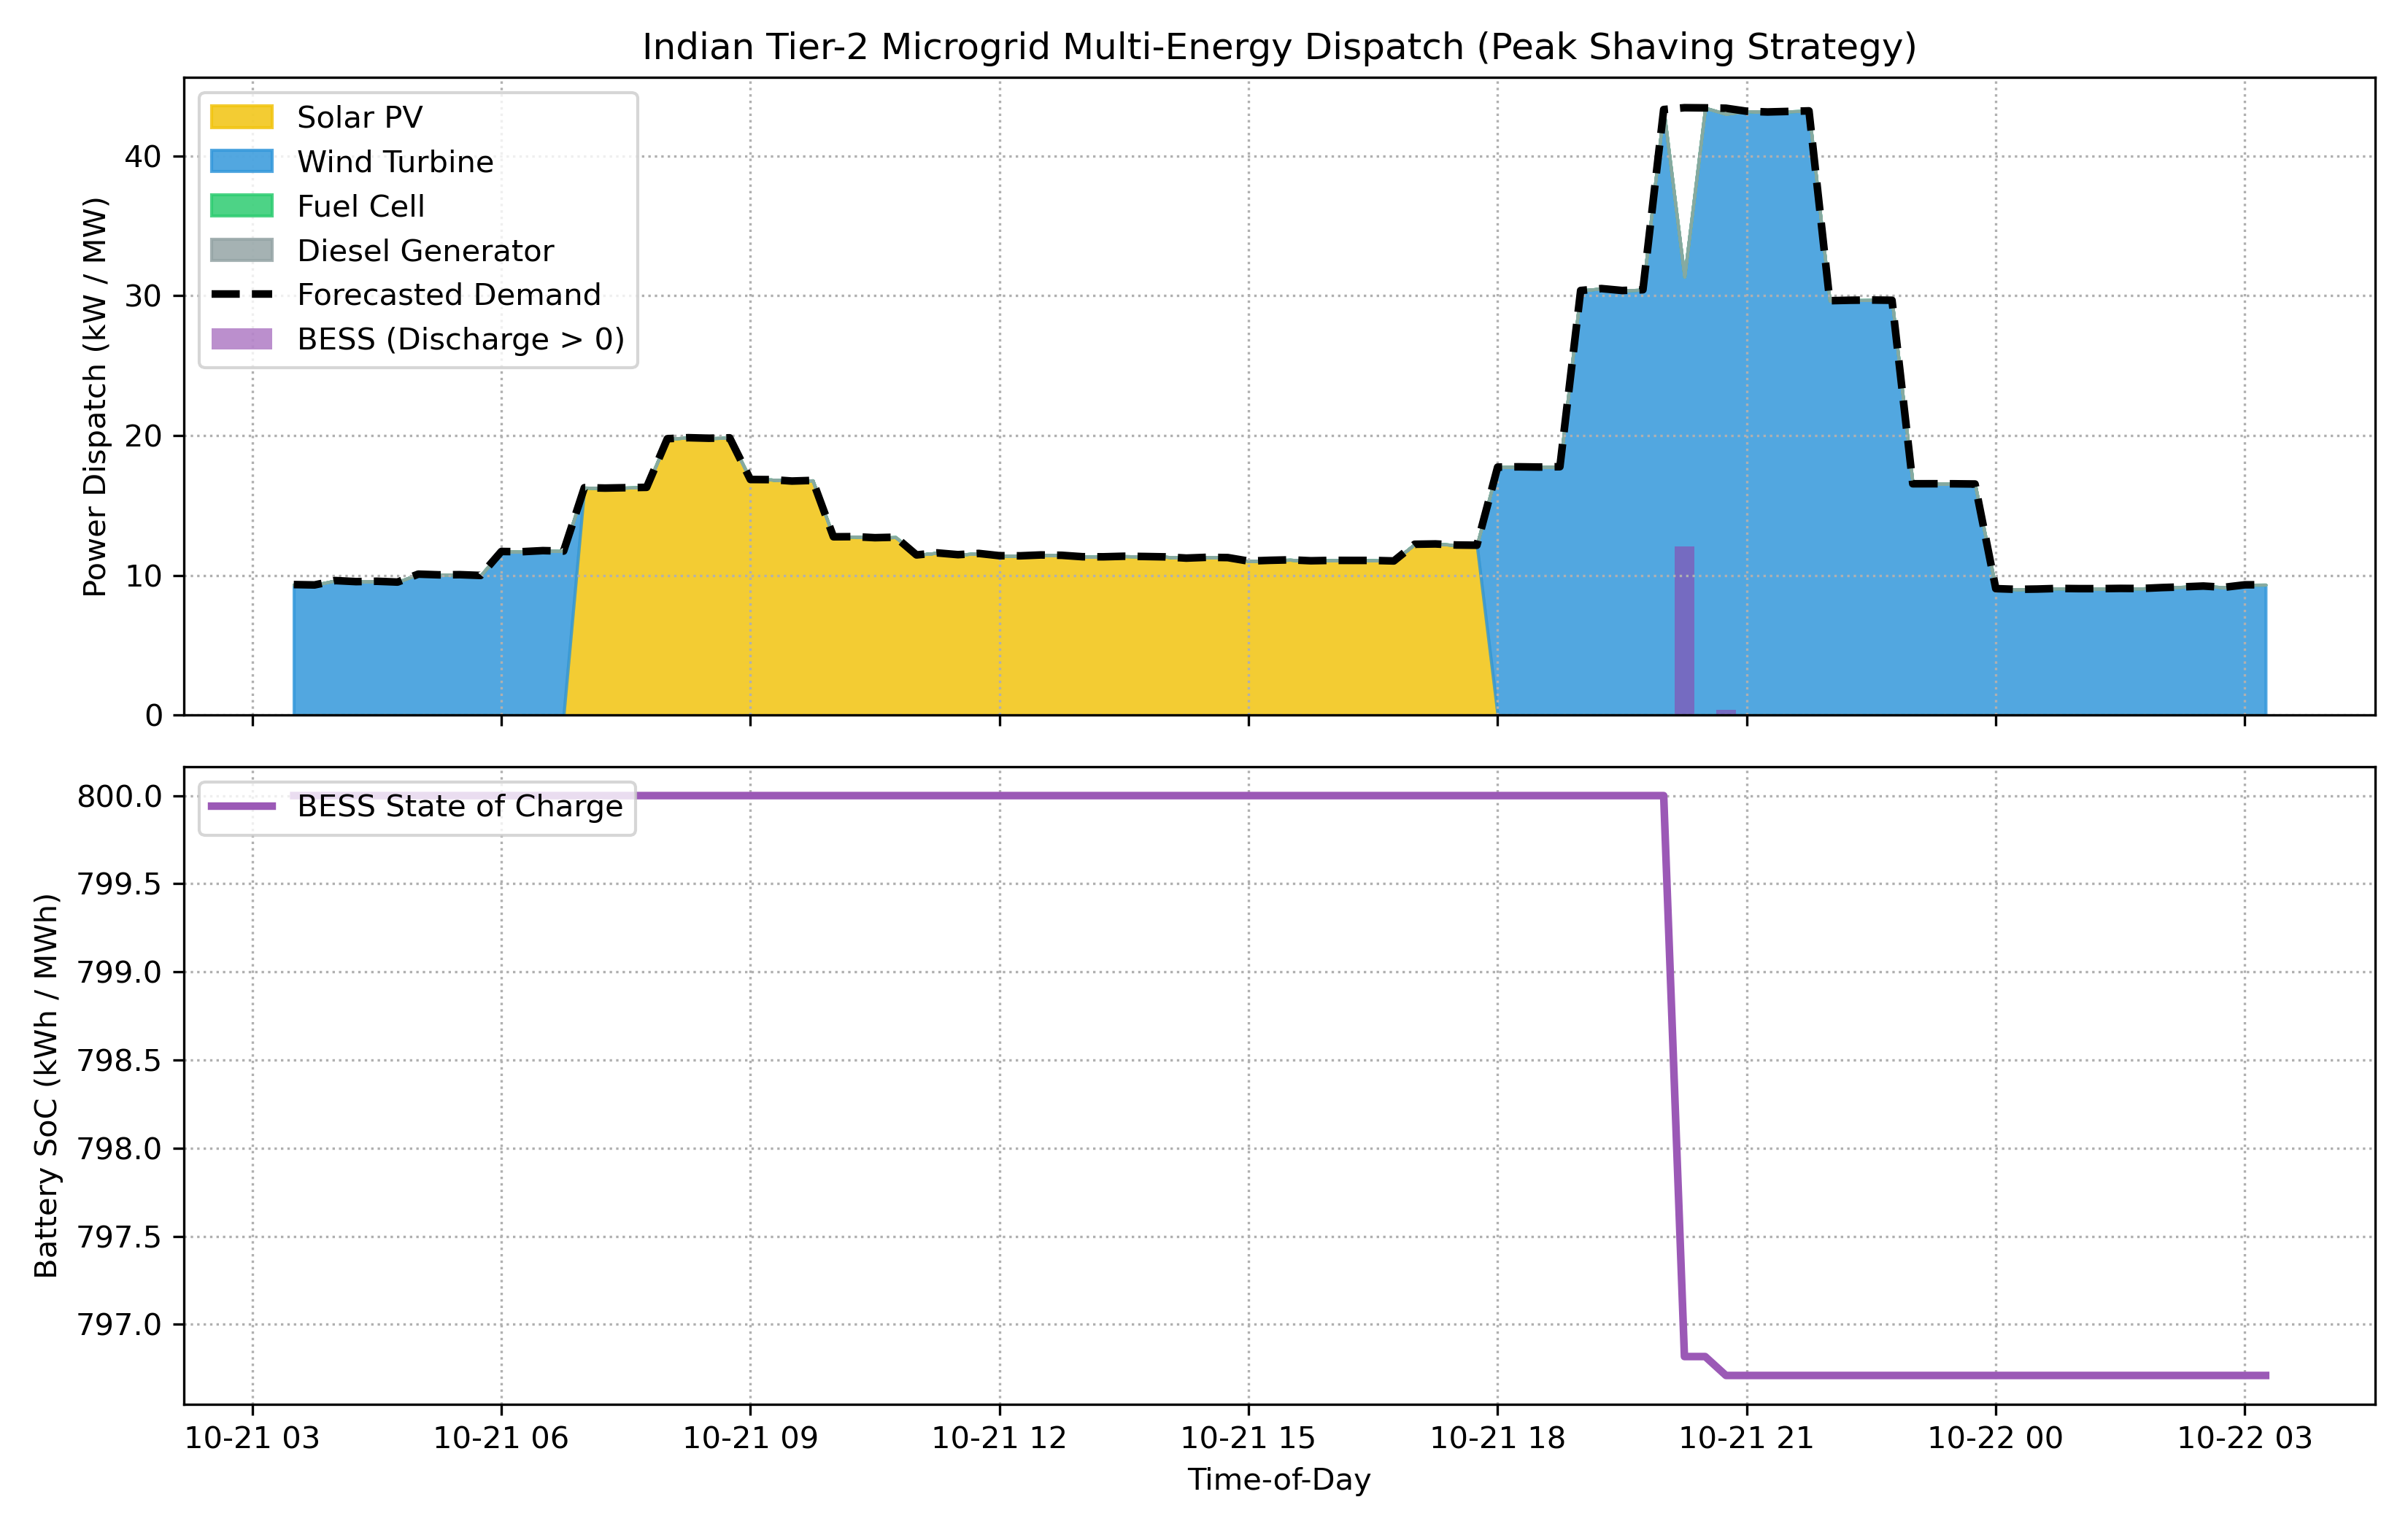 Indian Tier-2 Microgrid Multi-Energy Dispatch (Peak Shaving Strategy)
Power Dispatch (kW / MW)
40
30
20
10
0
Solar PV
Wind Turbine
Fuel Cell
Diesel Generator
Forecasted Demand
BESS (Discharge > 0)
Battery SoC (kWh / MWh)
800.0
799.5
799.0
798.5
798.0
797.5
797.0
BESS State of Charge
10-21 03 10-21 06 10-21 09 10-21 12 10-21 15 10-21 18 10-21 21 10-22 00 10-22 03
Time-of-Day